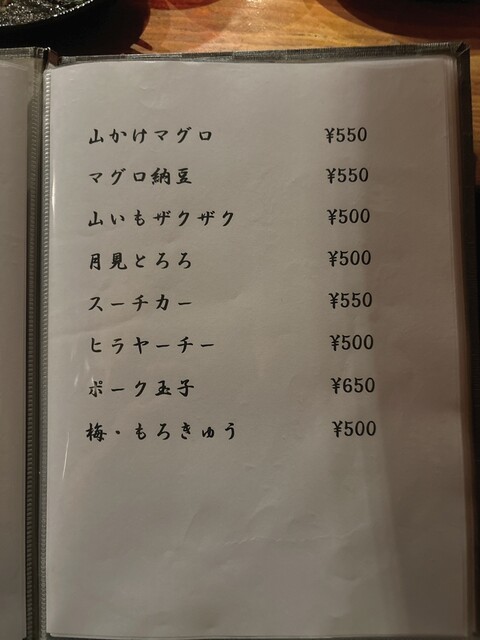 山かけマグロ ¥550
マグロ納豆 ¥550
山いもザクザク ¥500
月見とろろ ¥500
スーチカー ¥550
ヒラヤーチー ¥500
ポーク玉子 ¥650
梅・もろきゅう ¥500